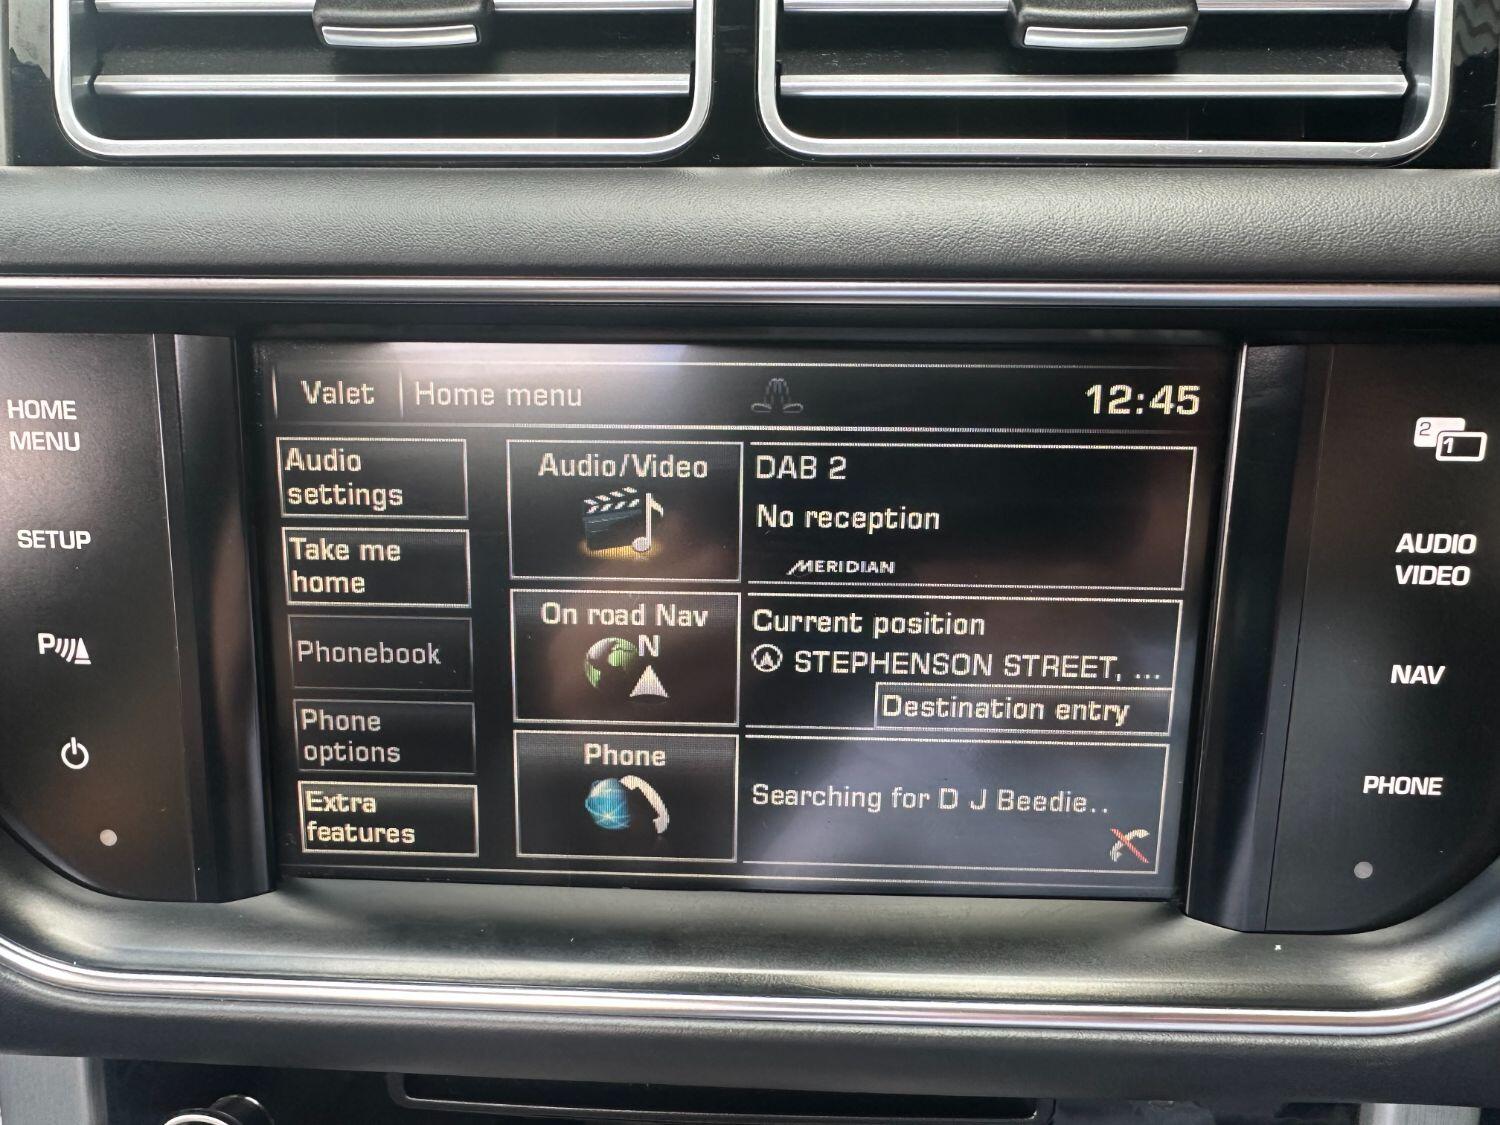 HOME
MENU
SETUP
P
Valet
Home menu
12:45
Audio
settings
Take me
home
Phonebook
Phone
options
Extra
features
Audio/Video
On road Nav
N
Phone
DAB 2
No reception
MERIDIAN
Current position
STEPHENSON STREET, ...
Destination entry
Searching for D J Beedie..
2
1
AUDIO
VIDEO
NAV
PHONE